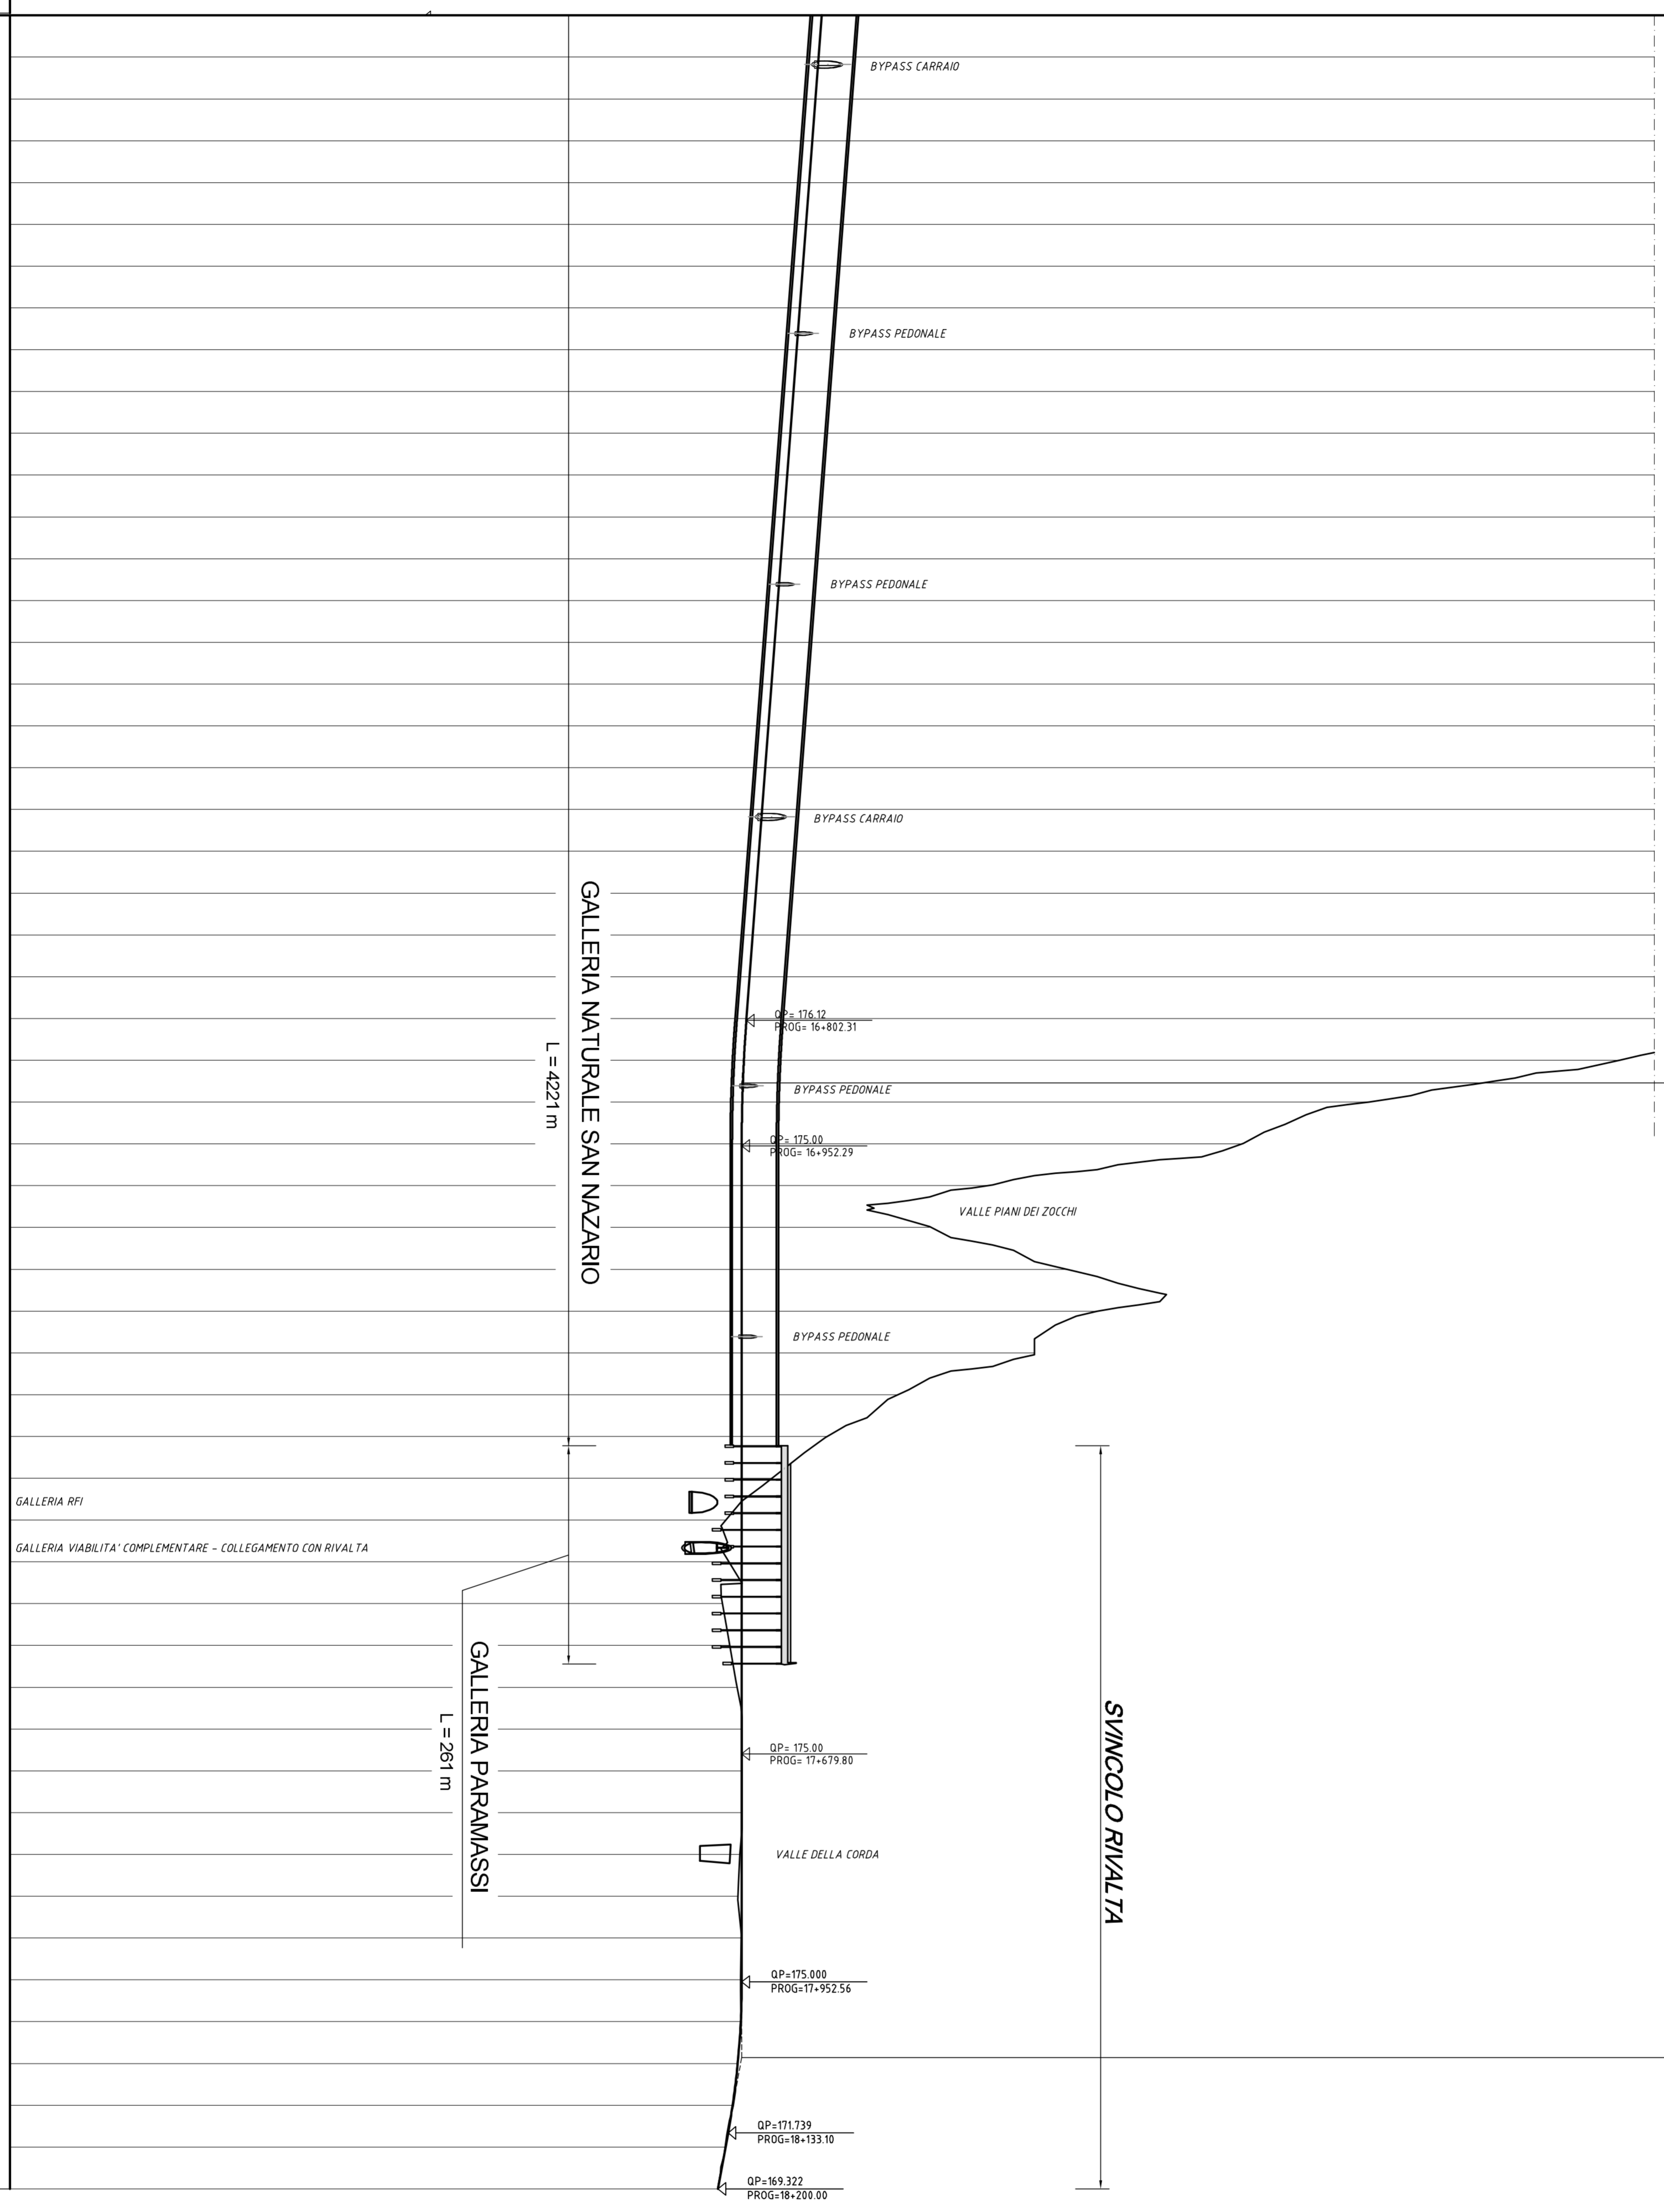 BYPASS CARRAIO
BYPASS PEDONALE
BYPASS PEDONALE
BYPASS CARRAIO
GALLERIA NATURALE SAN NAZARIO
L = 4221 m
QP= 176.12
PROG= 16+802.31
BYPASS PEDONALE
QP= 175.00
PROG= 16+952.29
VALLE PIANI DEI ZOCCHI
BYPASS PEDONALE
GALLERIA RFI
GALLERIA VIABILITA' COMPLEMENTARE - COLLEGAMENTO CON RIVALTA
GALLERIA PARAMASSI
L = 261 m
SVINCOLO RIVALTA
QP= 175.00
PROG= 17+679.80
VALLE DELLA CORDA
QP=175.000
PROG=17+952.56
QP=171.739
PROG=18+133.10
QP=169.322
PROG=18+200.00